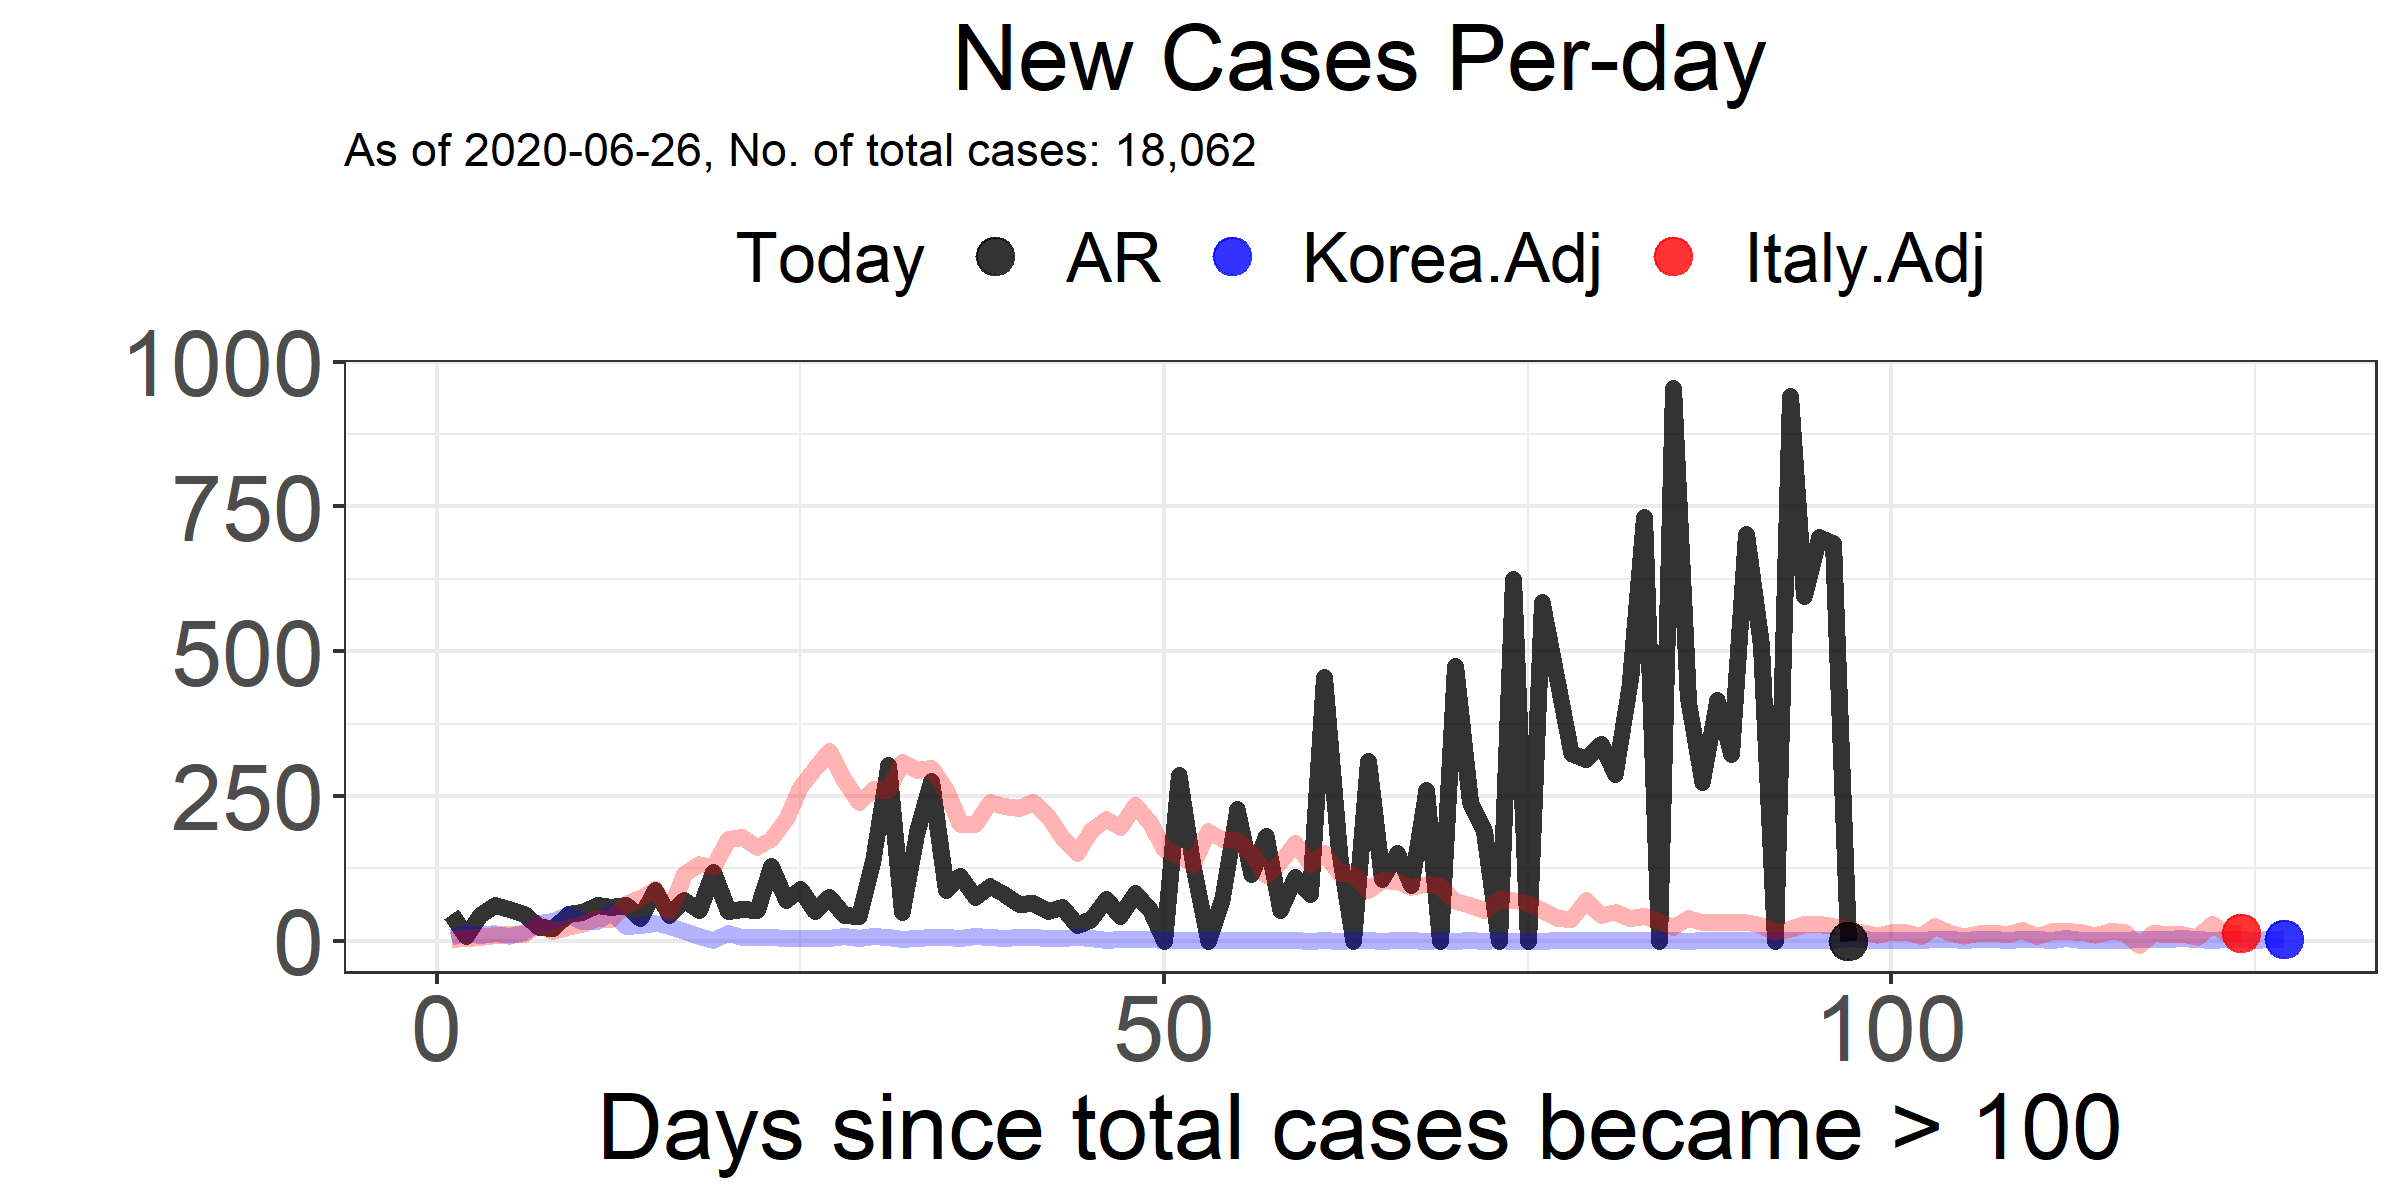 New Cases Per-day
As of 2020-06-26, No. of total cases: 18,062
Today AR Korea.Adj Italy.Adj
1000
750
500
250
0
0 50 100
Days since total cases became > 100